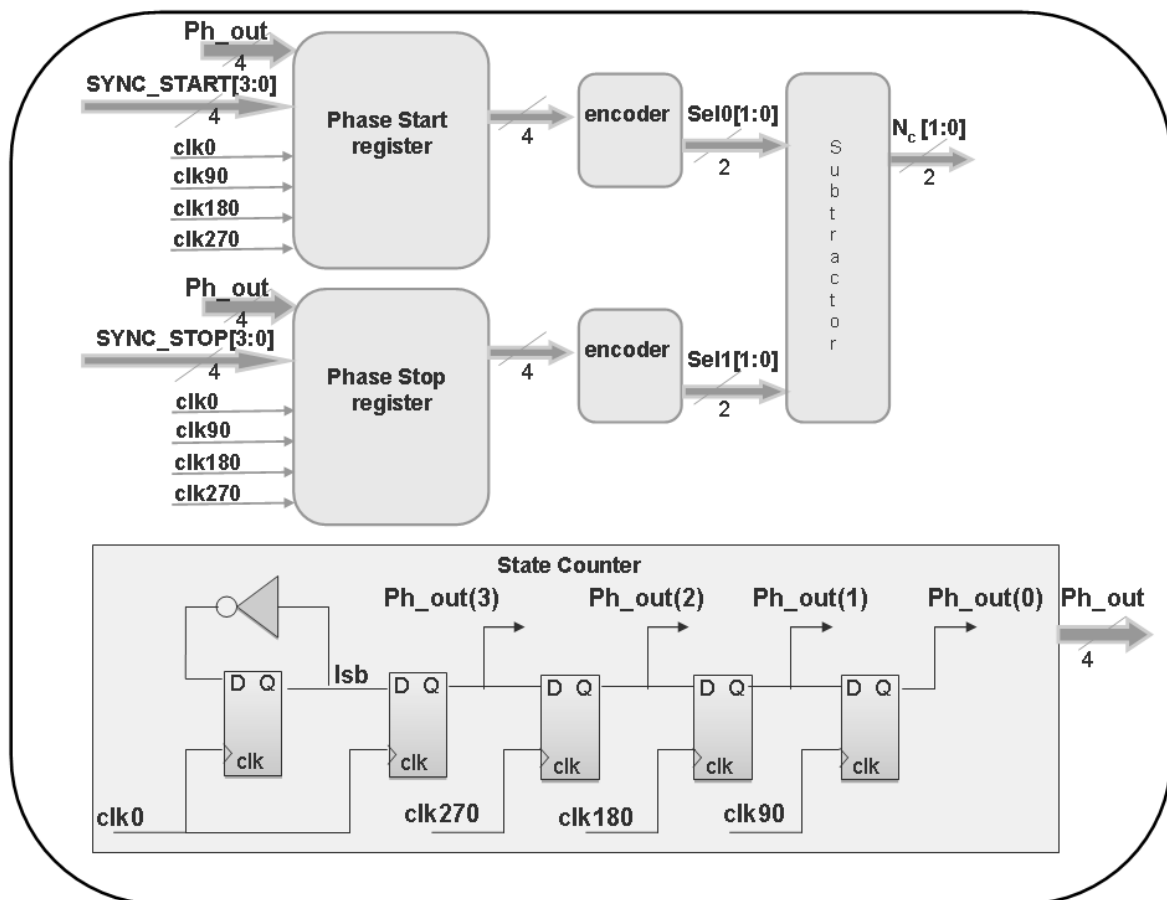 Ph_out
4
SYNC_START[3:0]
4
clk0
clk90
clk180
clk270
Phase Start
register
4
encoder
Sel0[1:0]
2
Subtractor
Nc [1:0]
2
Ph_out
4
SYNC_STOP[3:0]
4
clk0
clk90
clk180
clk270
Phase Stop
register
4
encoder
Sel1[1:0]
2
State Counter
Ph_out(3)
Ph_out(2)
Ph_out(1)
Ph_out(0)
Ph_out
4
lsb
D Q
clk
D Q
clk
D Q
clk
D Q
clk
D Q
clk
clk0
clk270
clk180
clk90